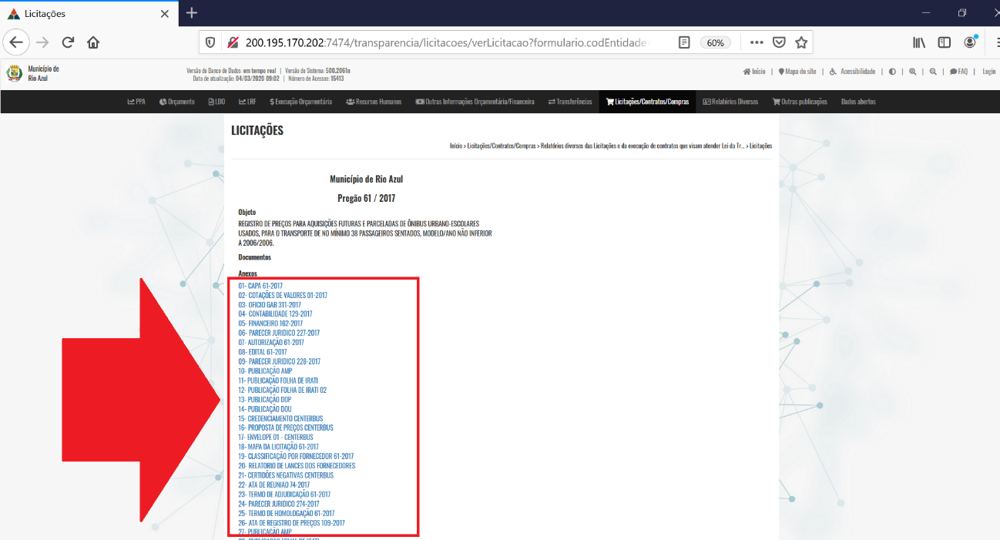 Licitações
200.195.170.202:7474/transparencia/licitacoes/verLicitacao?formulario.codEntidade
60%
Município de
Rio Azul
Versão do Banco de Dados: em tempo real | Versão do Sistema: 500.2061n
Data de atualização: 04/03/2020 09:02 | Número de Acessos: 15413
Início | Mapa do site | Acessibilidade | | | | FAQ | Login
PPA Orçamento LDO LRF Execução Orçamentária Recursos Humanos Outras Informações Orçamentária/Financeira Transferências Licitações/Contratos/Compras Relatórios Diversos Outras publicações Dados abertos
LICITAÇÕES
Início > Licitações/Contratos/Compras > Relatórios diversos das Licitações e da execução de contratos que visam atender Lei da Tr... > Licitações
Município de Rio Azul
Pregão 61 / 2017
Objeto
REGISTRO DE PREÇOS PARA AQUISIÇÕES FUTURAS E PARCELADAS DE ÔNIBUS URBANO-ESCOLARES
USADOS, PARA O TRANSPORTE DE NO MÍNIMO 38 PASSAGEIROS SENTADOS, MODELO/ANO NÃO INFERIOR
A 2006/2006.
Documentos
Anexos
01- CAPA 61-2017
02- COTAÇÕES DE VALORES 01-2017
03- OFICIO GAB 311-2017
04- CONTABILIDADE 129-2017
05- FINANCEIRO 162-2017
06- PARECER JURIDICO 227-2017
07- AUTORIZAÇÃO 61-2017
08- EDITAL 61-2017
09- PARECER JURIDICO 228-2017
10- PUBLICAÇÃO AMP
11- PUBLICAÇÃO FOLHA DE IRATI
12- PUBLICAÇÃO FOLHA DE IRATI 02
13- PUBLICAÇÃO DOP
14- PUBLICAÇÃO DOU
15- CREDENCIAMENTO CENTERBUS
16- PROPOSTA DE PREÇOS CENTERBUS
17- ENVELOPE 01 - CENTERBUS
18- MAPA DA LICITAÇÃO 61-2017
19- CLASSIFICAÇÃO POR FORNECEDOR 61-2017
20- RELATORIO DE LANCES DOS FORNECEDORES
21- CERTIDÕES NEGATIVAS CENTERBUS
22- ATA DE REUNIAO 74-2017
23- TERMO DE ADJUDICAÇÃO 61-2017
24- PARECER JURIDICO 274-2017
25- TERMO DE HOMOLOGAÇÃO 61-2017
26- ATA DE REGISTRO DE PREÇOS 109-2017
27- PUBLICAÇÃO AMP
28- PUBLICAÇÃO FOLHA DE IRATI